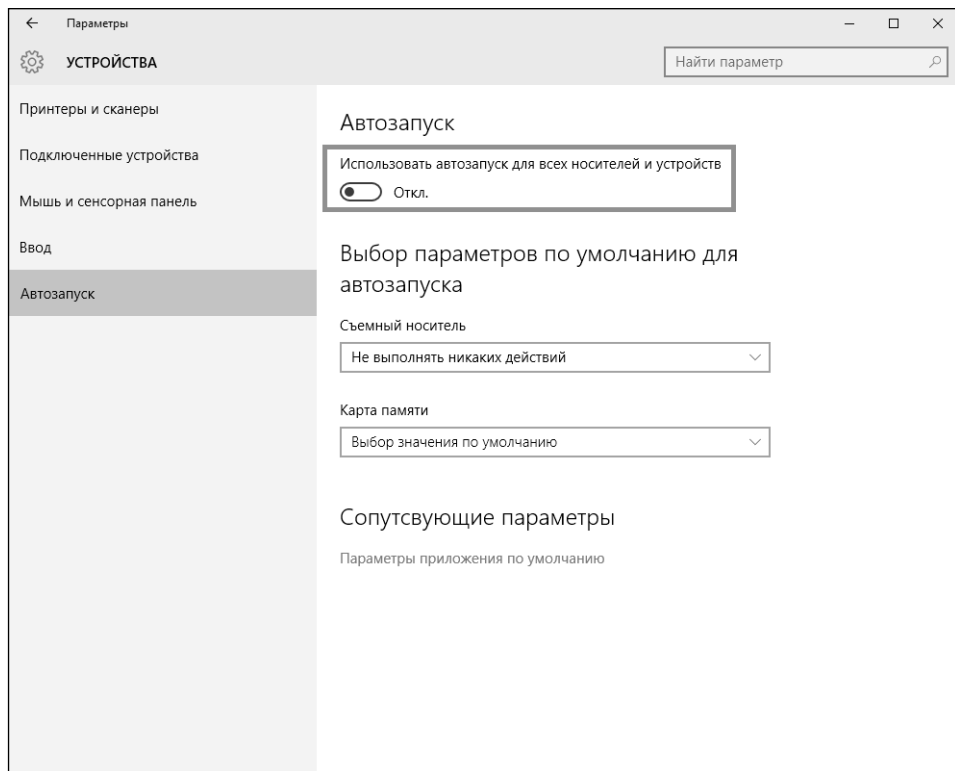 Параметры
УСТРОЙСТВА
Найти параметр
Принтеры и сканеры
Подключенные устройства
Мышь и сенсорная панель
Ввод
Автозапуск
Автозапуск
Использовать автозапуск для всех носителей и устройств
Откл.
Выбор параметров по умолчанию для
автозапуска
Съемный носитель
Не выполнять никаких действий
Карта памяти
Выбор значения по умолчанию
Сопутсвующие параметры
Параметры приложения по умолчанию